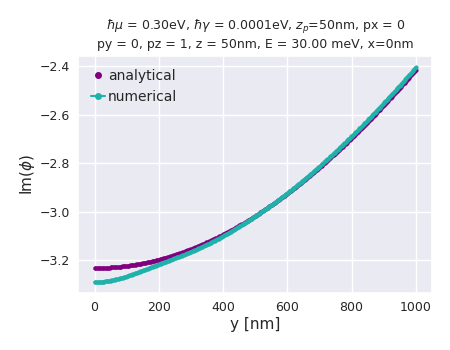 ħμ = 0.30eV, ħγ = 0.0001eV, zₚ=50nm, px = 0
py = 0, pz = 1, z = 50nm, E = 30.00 meV, x=0nm
analytical
numerical
Im(ϕ)
−2.4
−2.6
−2.8
−3.0
−3.2
0 200 400 600 800 1000
y [nm]